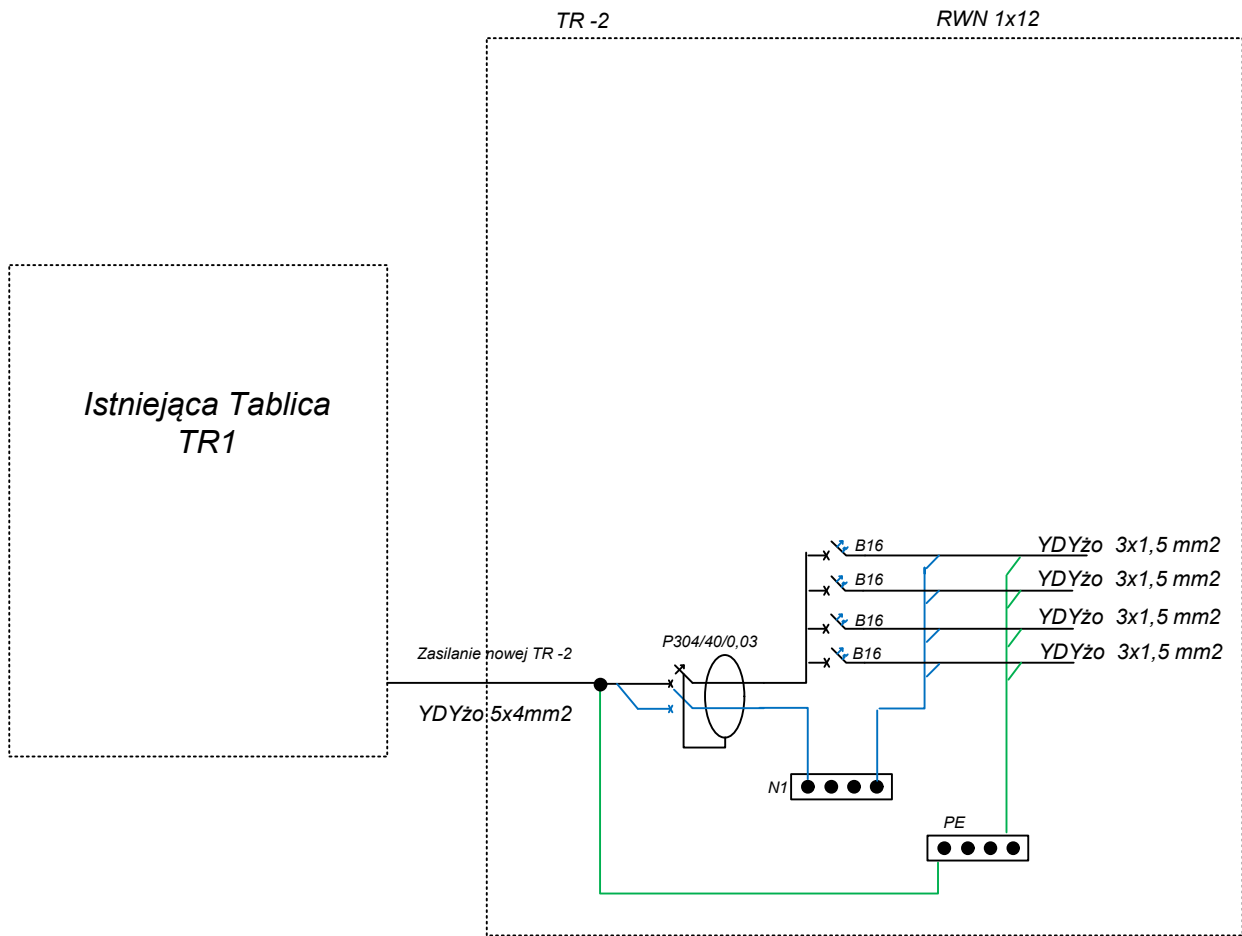 TR -2
RWN 1x12
Istniejąca Tablica
TR1
B16
YDYżo 3x1,5 mm2
B16
YDYżo 3x1,5 mm2
B16
YDYżo 3x1,5 mm2
B16
YDYżo 3x1,5 mm2
P304/40/0,03
Zasilanie nowej TR -2
YDYżo 5x4mm2
N1
PE